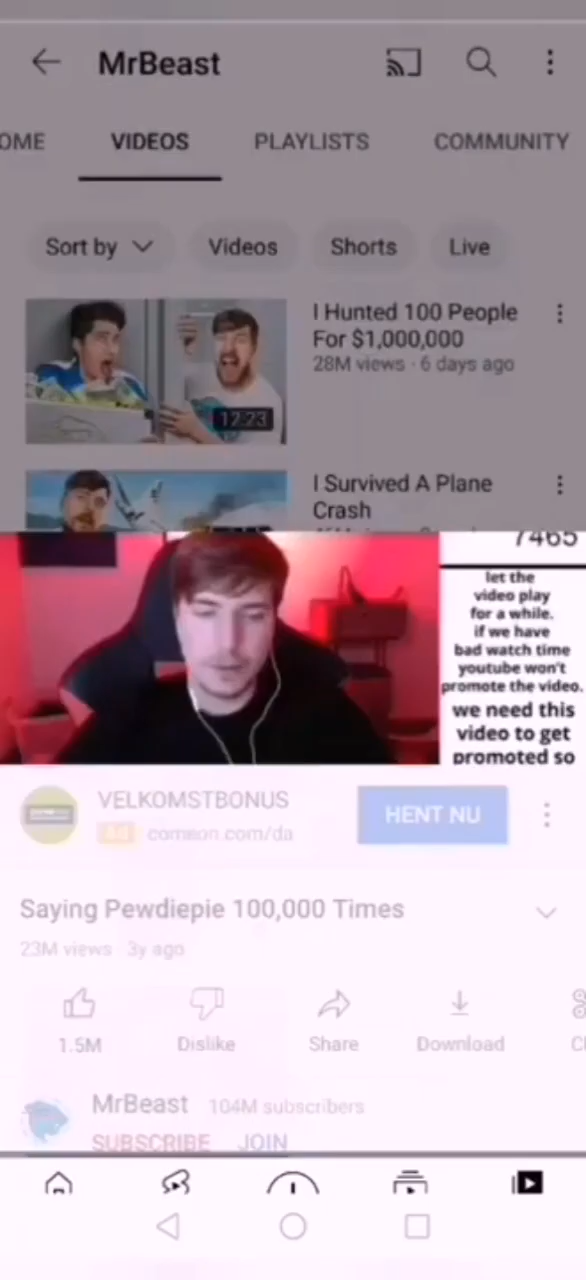 MrBeast
OME VIDEOS PLAYLISTS COMMUNITY
Sort by Videos Shorts Live
I Hunted 100 People
For $1,000,000
28M views · 6 days ago
12:23
I Survived A Plane
Crash
7465
let the
video play
for a while.
if we have
bad watch time
youtube won't
promote the video.
we need this
video to get
promoted so
VELKOMSTBONUS
Ad comeon.com/da
HENT NU
Saying Pewdiepie 100,000 Times
23M views · 3y ago
1.5M Dislike Share Download
MrBeast 104M subscribers
SUBSCRIBE JOIN